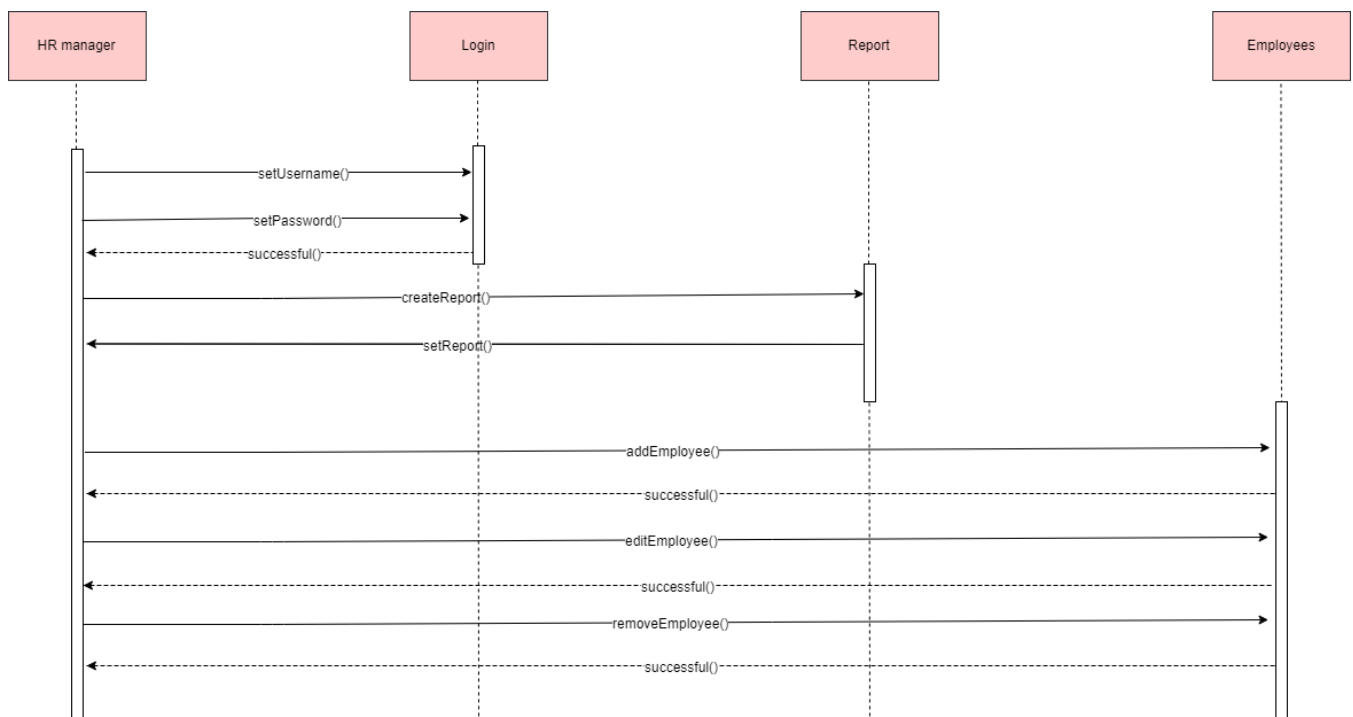 HR manager
Login
Report
Employees
setUsername()
setPassword()
successful()
createReport()
setReport()
addEmployee()
successful()
editEmployee()
successful()
removeEmployee()
successful()